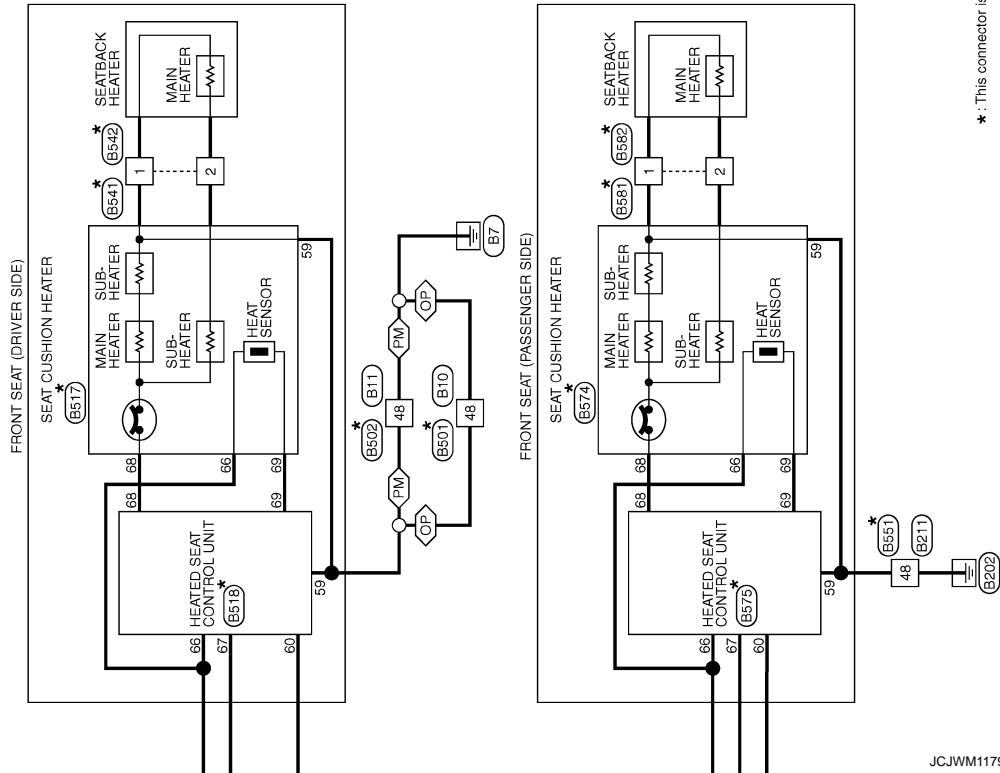 FRONT SEAT (DRIVER SIDE)
SEAT CUSHION HEATER
B517
*
SEATBACK
HEATER
MAIN
HEATER
B541
*
B542
*
1
2
MAIN
HEATER
SUB-
HEATER
SUB-
HEATER
HEAT
SENSOR
59
68
66
69
68
69
HEATED SEAT
CONTROL UNIT
B518
*
59
66
67
60
PM
OP
B502
*
B11
48
B501
*
B10
48
PM
OP
B7
FRONT SEAT (PASSENGER SIDE)
SEAT CUSHION HEATER
B574
*
SEATBACK
HEATER
MAIN
HEATER
B581
*
B582
*
1
2
MAIN
HEATER
SUB-
HEATER
SUB-
HEATER
HEAT
SENSOR
59
68
66
69
68
69
HEATED SEAT
CONTROL UNIT
B575
*
59
66
67
60
B551
*
B211
48
B202
* : This connector is
JCJWM1179